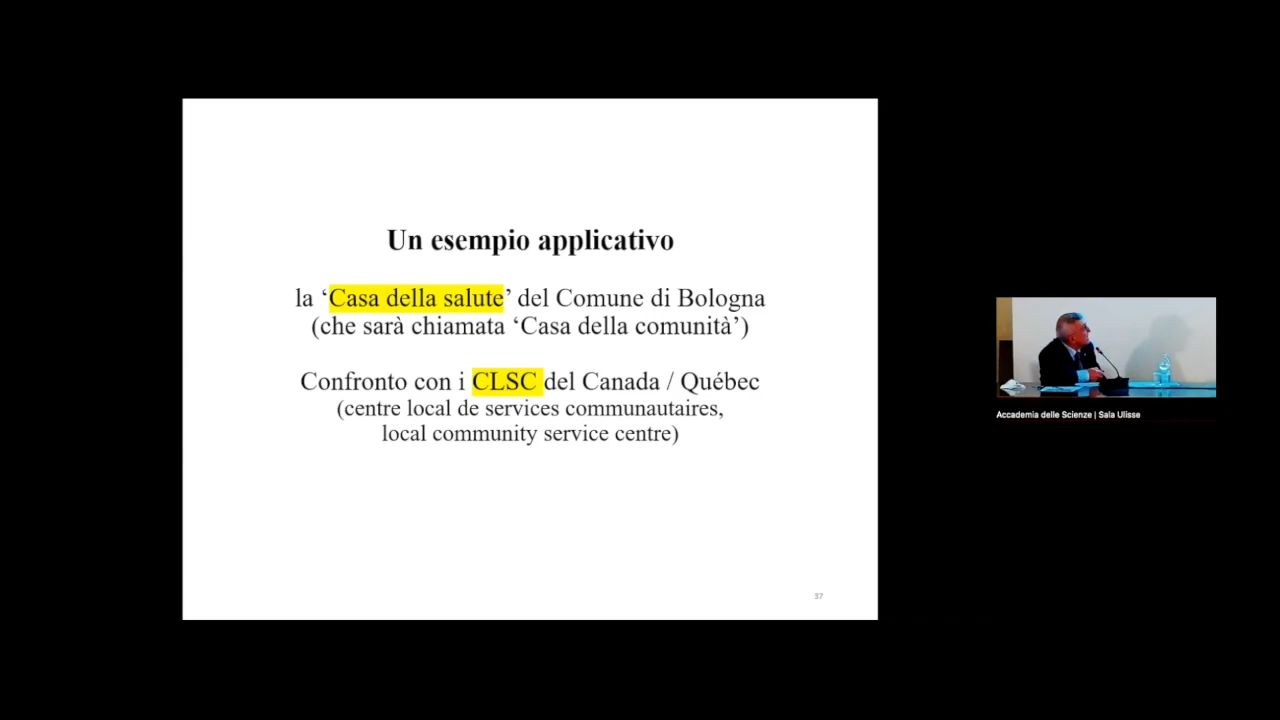 Un esempio applicativo
la ‘Casa della salute’ del Comune di Bologna
(che sarà chiamata ‘Casa della comunità’)
Confronto con i CLSC del Canada / Québec
(centre local de services communautaires,
local community service centre)
37
Accademia delle Scienze | Sala Ulisse